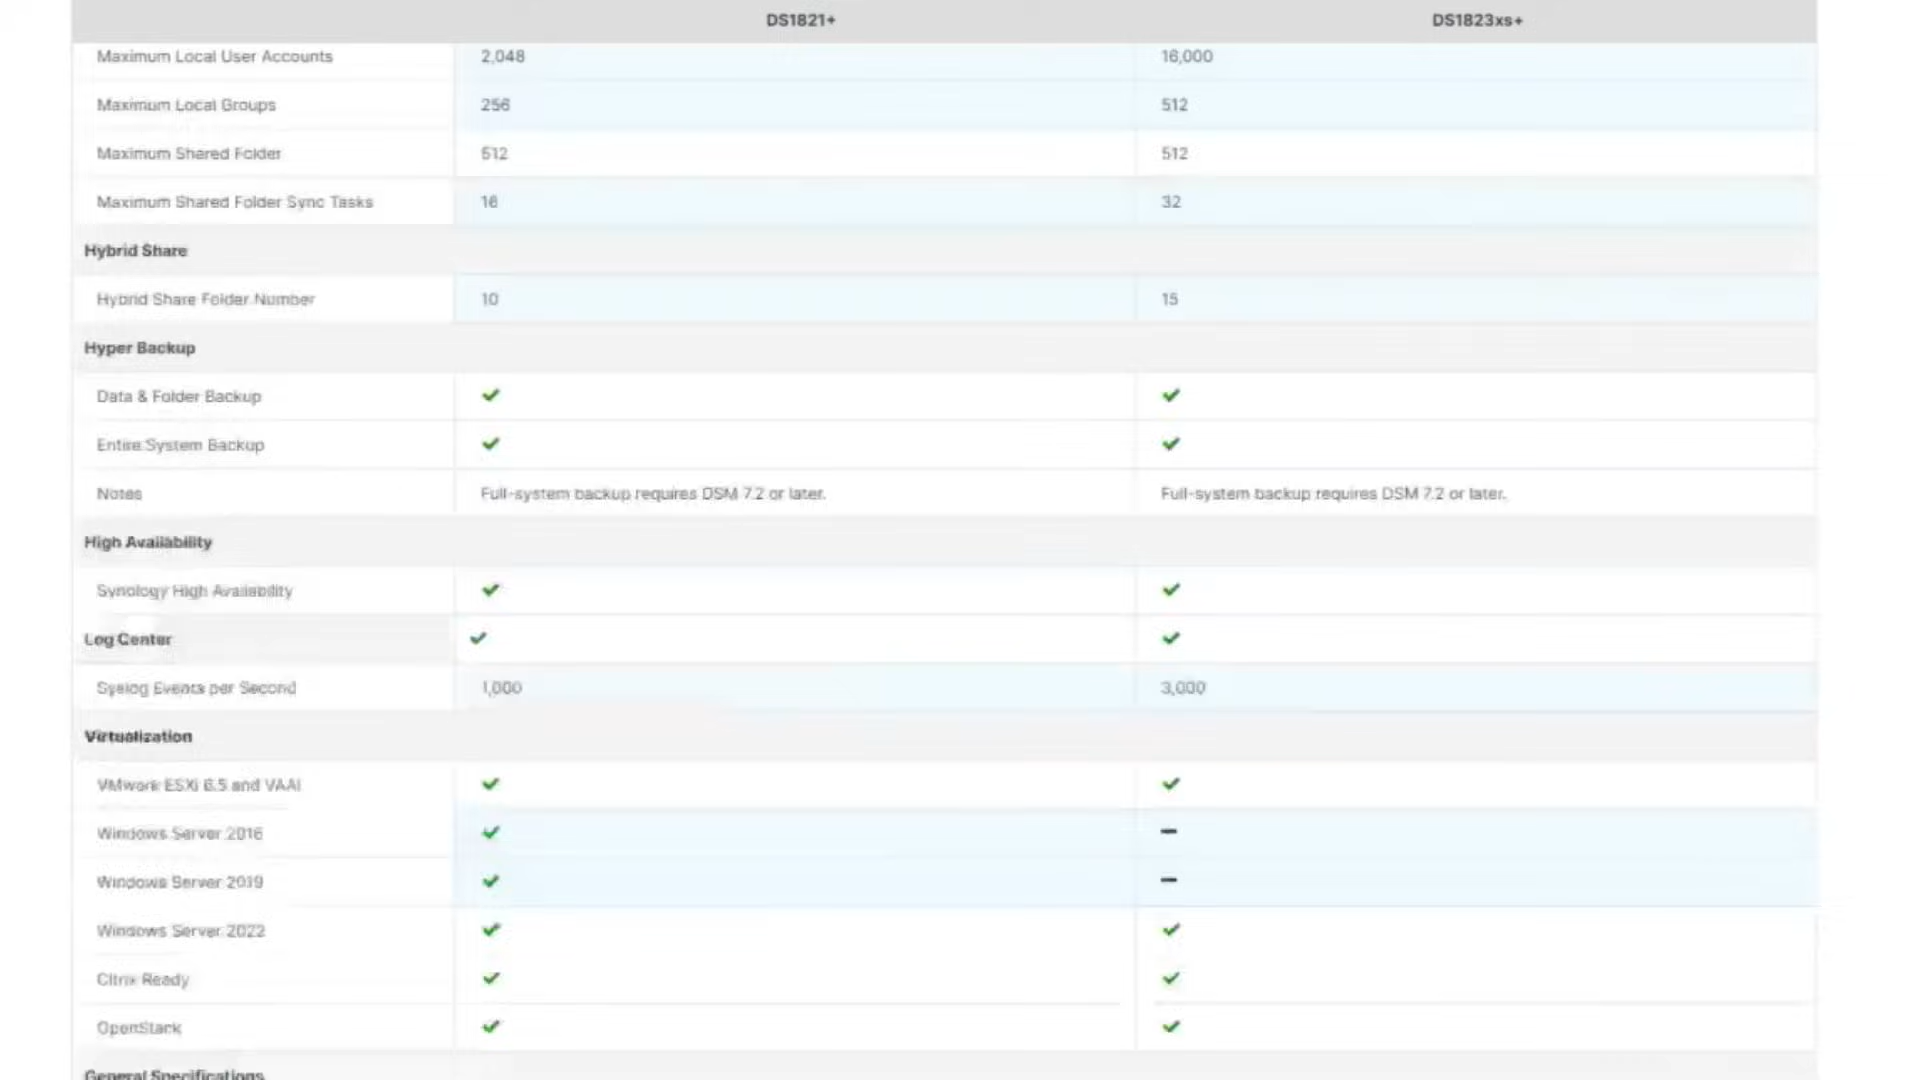 DS1821+ DS1823xs+
Maximum Local User Accounts 2,048 16,000
Maximum Local Groups 256 512
Maximum Shared Folder 512 512
Maximum Shared Folder Sync Tasks 16 32
Hybrid Share
Hybrid Share Folder Number 10 15
Hyper Backup
Data & Folder Backup ✔ ✔
Entire System Backup ✔ ✔
Notes Full-system backup requires DSM 7.2 or later. Full-system backup requires DSM 7.2 or later.
High Availability
Synology High Availability ✔ ✔
Log Center ✔ ✔
Syslog Events per Second 1,000 3,000
Virtualization
VMware ESXi 6.5 and VAAI ✔ ✔
Windows Server 2016 ✔ –
Windows Server 2019 ✔ –
Windows Server 2022 ✔ ✔
Citrix Ready ✔ ✔
OpenStack ✔ ✔
General Specifications